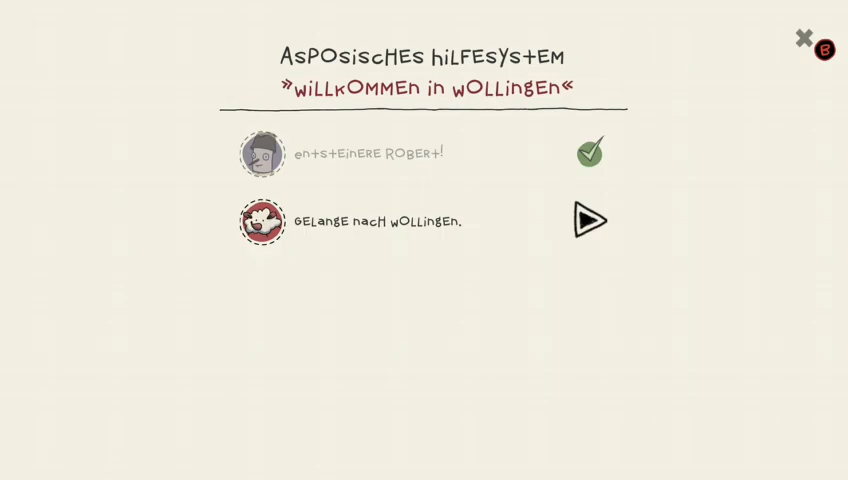 Asposisches Hilfesystem
»Willkommen in Wollingen«
B
Entsteinere Robert!
Gelange nach Wollingen.